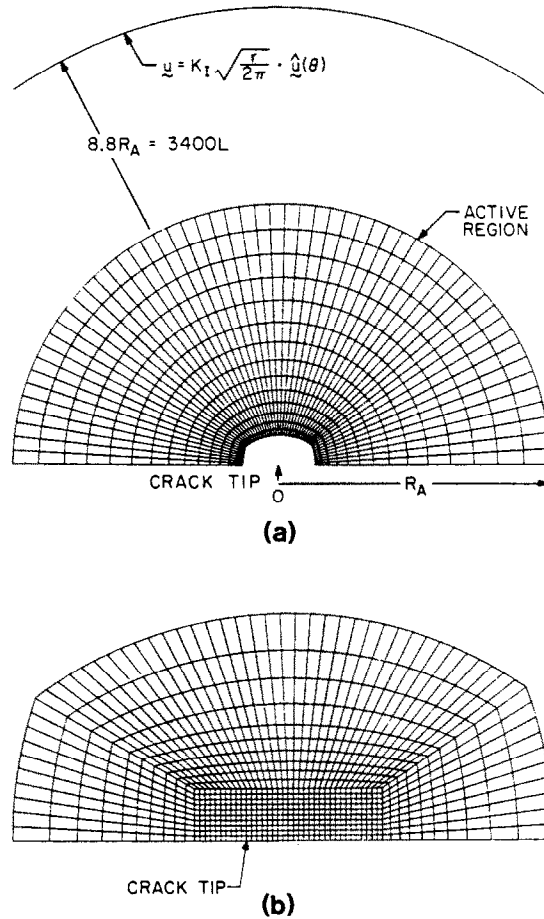 u = K_I √(r/2π) · û(θ)
8.8R_A = 3400L
ACTIVE
REGION
CRACK TIP
O
R_A
(a)
CRACK TIP
(b)